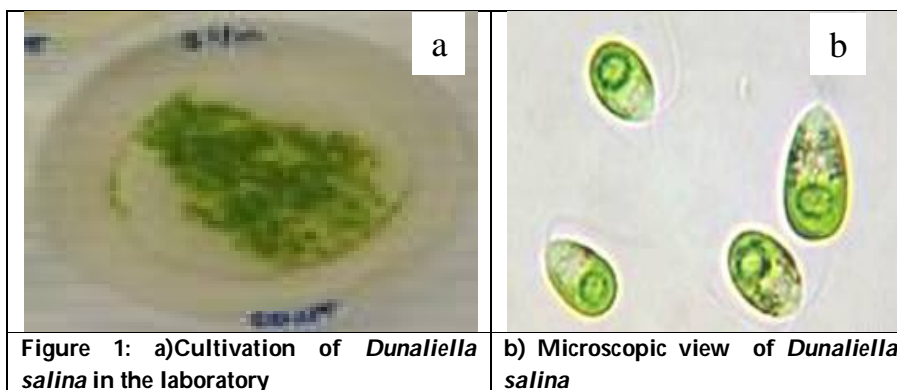 a
b
Figure 1: a)Cultivation of Dunaliella
salina in the laboratory
b) Microscopic view of Dunaliella
salina